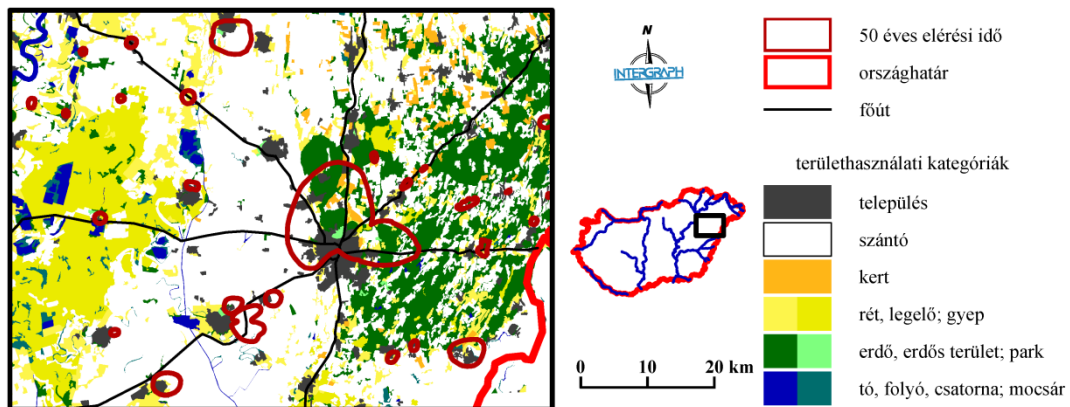 N
INTERGRAPH
50 éves elérési idő
országhatár
főút
területhasználati kategóriák
település
szántó
kert
rét, legelő; gyep
erdő, erdős terület; park
tó, folyó, csatorna; mocsár
0 10 20 km